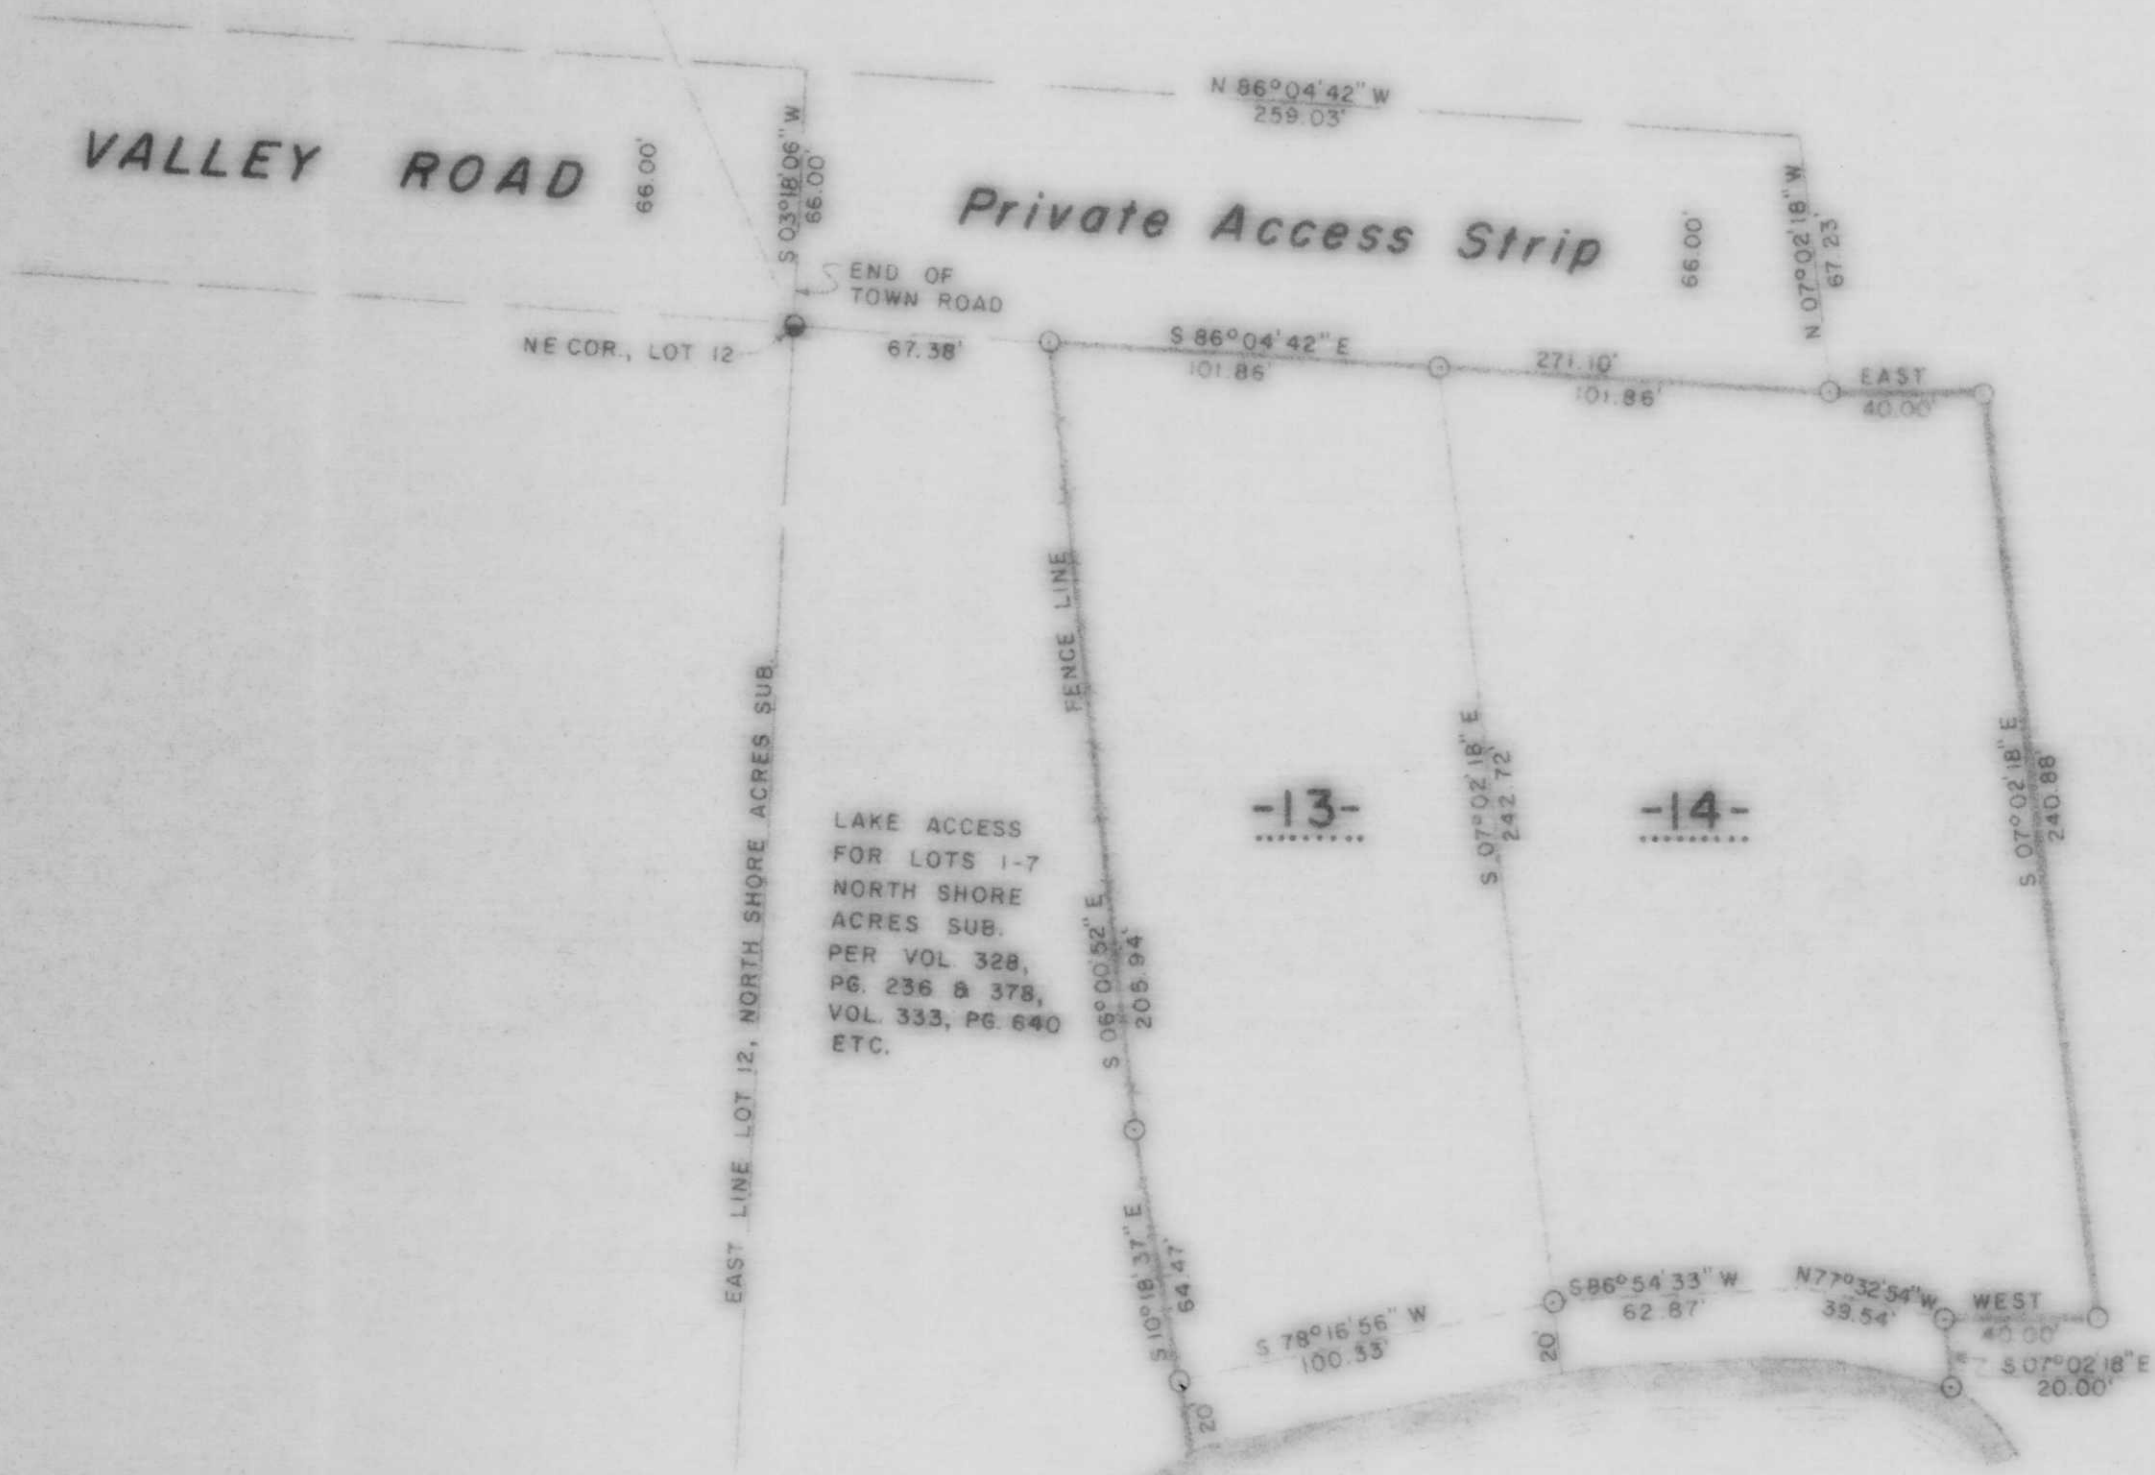 N 86°04'42" W
259.03'
VALLEY ROAD
66.00'
S 03°18'06" W
66.00'
Private Access Strip
66.00'
N 07°02'18" W
67.23'
END OF
TOWN ROAD
NE COR., LOT 12
67.38'
S 86°04'42" E
101.86'
271.10'
101.86'
EAST
40.00'
FENCE LINE
EAST LINE LOT 12, NORTH SHORE ACRES SUB.
LAKE ACCESS
FOR LOTS 1-7
NORTH SHORE
ACRES SUB.
PER VOL. 328,
PG. 236 & 378,
VOL. 333, PG. 640
ETC.
S 06°00'52" E
205.94'
-13-
S 07°02'18" E
242.72'
-14-
S 07°02'18" E
240.88'
S 10°18'37" E
64.47'
S 78°16'56" W
100.33'
S 86°54'33" W
62.87'
N 77°32'54" W
39.54'
WEST
40.00'
S 07°02'18" E
20.00'
20'
20'